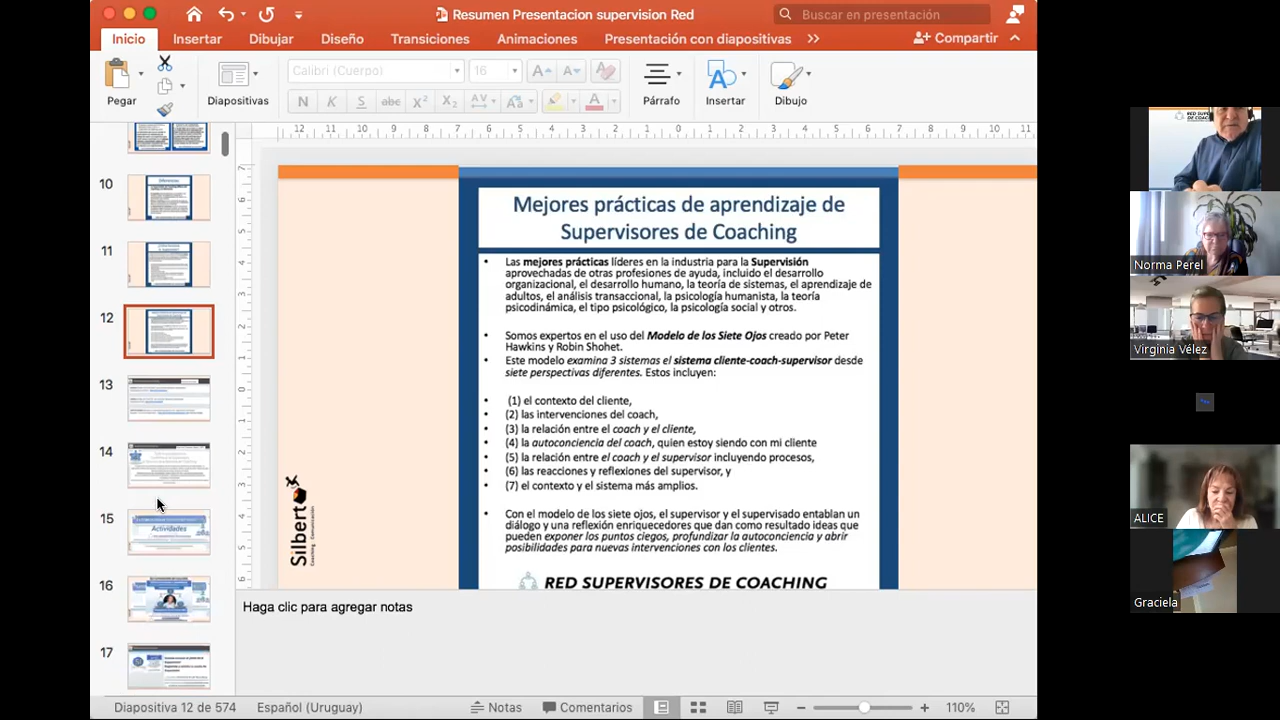 Resumen Presentacion supervision Red
Buscar en presentación
Inicio
Insertar
Dibujar
Diseño
Transiciones
Animaciones
Presentación con diapositivas
Compartir
Pegar
Diapositivas
Calibri (Cuerpo)
16
N K S abc X² X₂ AV Aa A
Párrafo
Insertar
Dibujo
10
11
12
13
14
15
Actividades
16
17
Mejores prácticas de aprendizaje de
Supervisores de Coaching
Las mejores prácticas líderes en la industria para la Supervisión
aprovechadas de otras profesiones de ayuda, incluido el desarrollo
organizacional, el desarrollo humano, la teoría de sistemas, el aprendizaje de
adultos, el análisis transaccional, la psicología humanista, la teoría
psicodinámica, el tipo psicológico, la psicología social y otras.
Somos expertos en el uso del Modelo de los Siete Ojos pionero por Peter
Hawkins y Robin Shohet.
Este modelo examina 3 sistemas el sistema cliente-coach-supervisor desde
siete perspectivas diferentes. Estos incluyen:
(1) el contexto del cliente,
(2) las intervenciones del coach,
(3) la relación entre el coach y el cliente,
(4) la autoconciencia del coach, quien estoy siendo con mi cliente
(5) la relación entre el coach y el supervisor incluyendo procesos,
(6) las reacciones y reflexiones del supervisor, y
(7) el contexto y el sistema más amplios.
Usando el modelo de los siete ojos, el supervisor y el supervisado entablan un
diálogo y una reflexión enriquecedores que dan como resultado ideas que
pueden exponer puntos ciegos, profundizar la autoconciencia y abrir
posibilidades para nuevas intervenciones con los clientes.
RED SUPERVISORES DE COACHING
Silbert
Haga clic para agregar notas
Diapositiva 12 de 574
Español (Uruguay)
Notas
Comentarios
110%
Norma Perel
Virginia Vélez
ALICE
Graciela